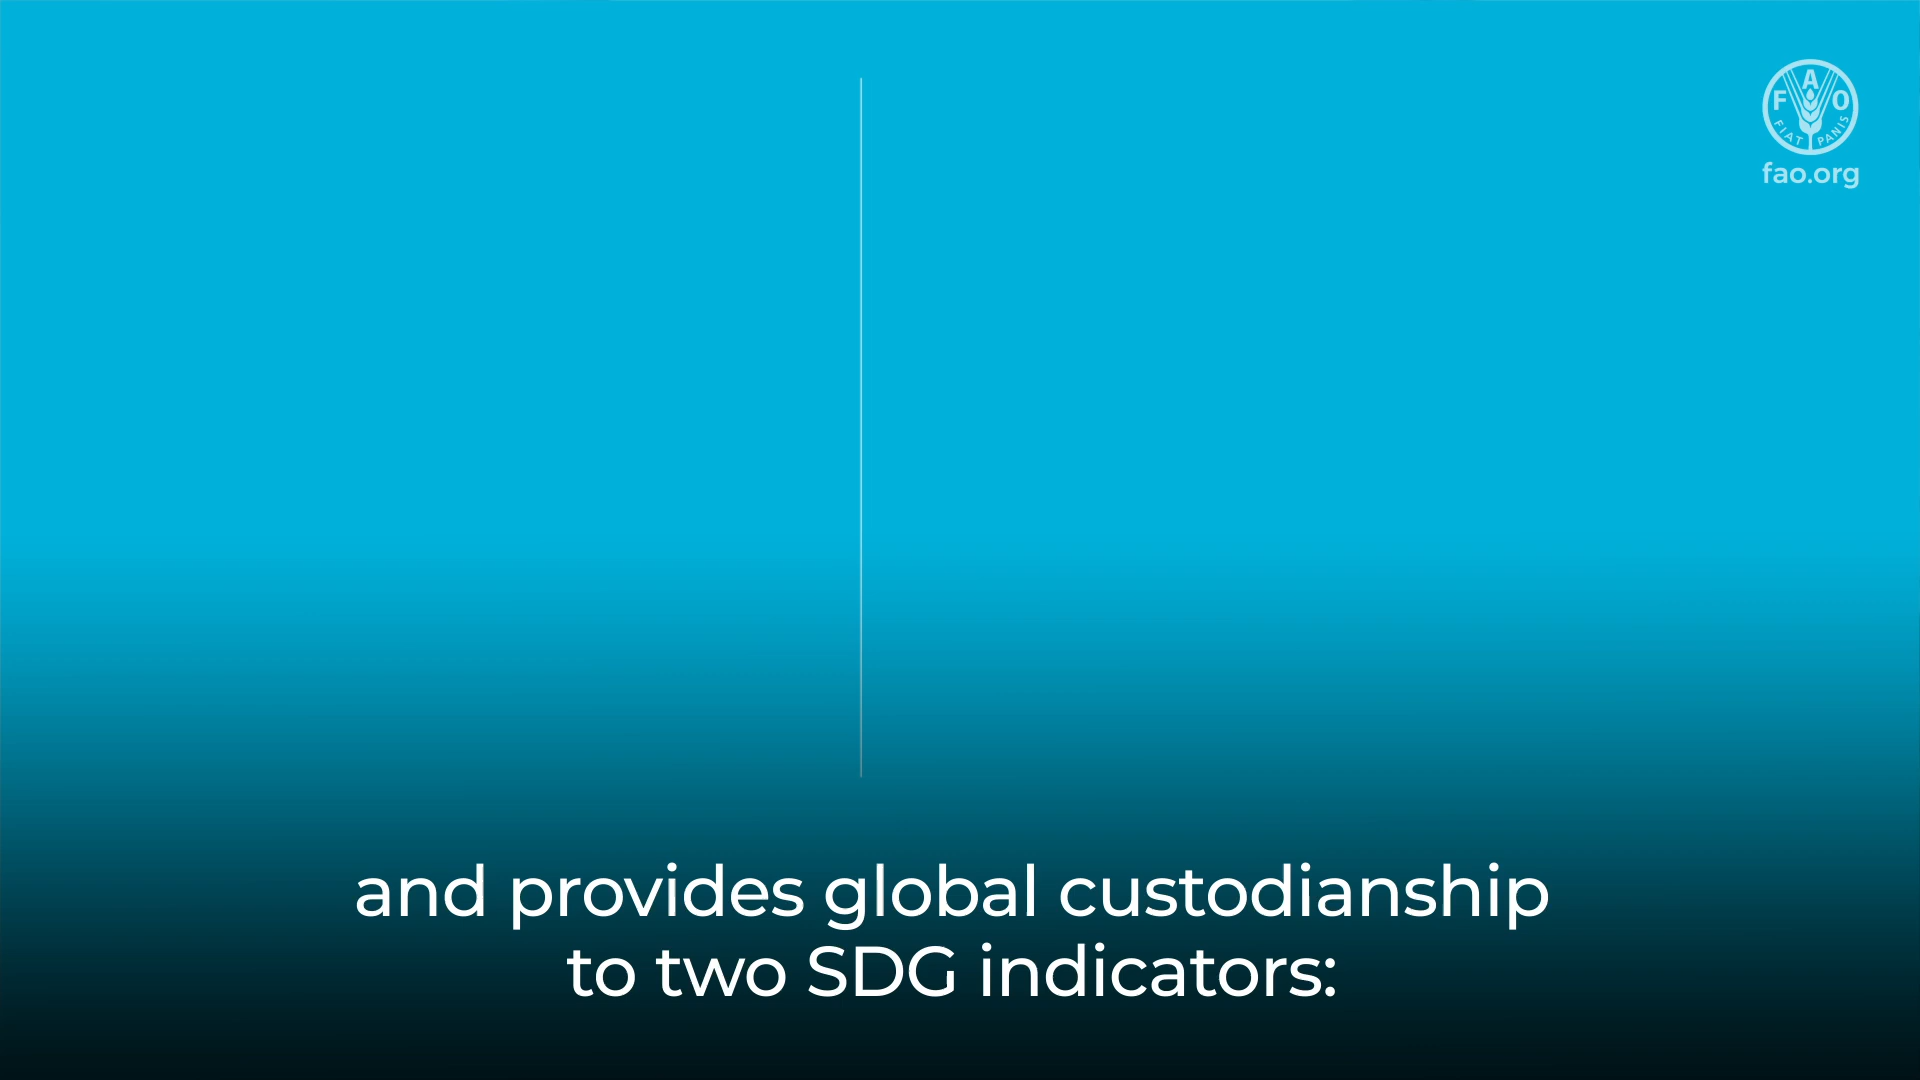 FAO
FIAT PANIS
fao.org
and provides global custodianship
to two SDG indicators: